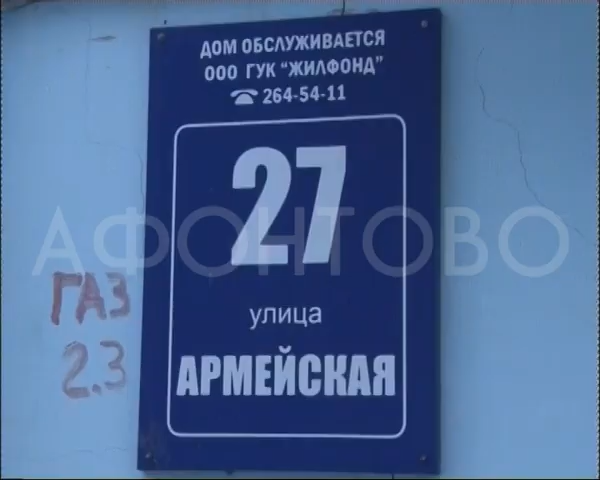 ДОМ ОБСЛУЖИВАЕТСЯ
ООО ГУК "ЖИЛФОНД"
☎ 264-54-11
27
АФОНТОВО
улица
АРМЕЙСКАЯ
ГАЗ
2.3